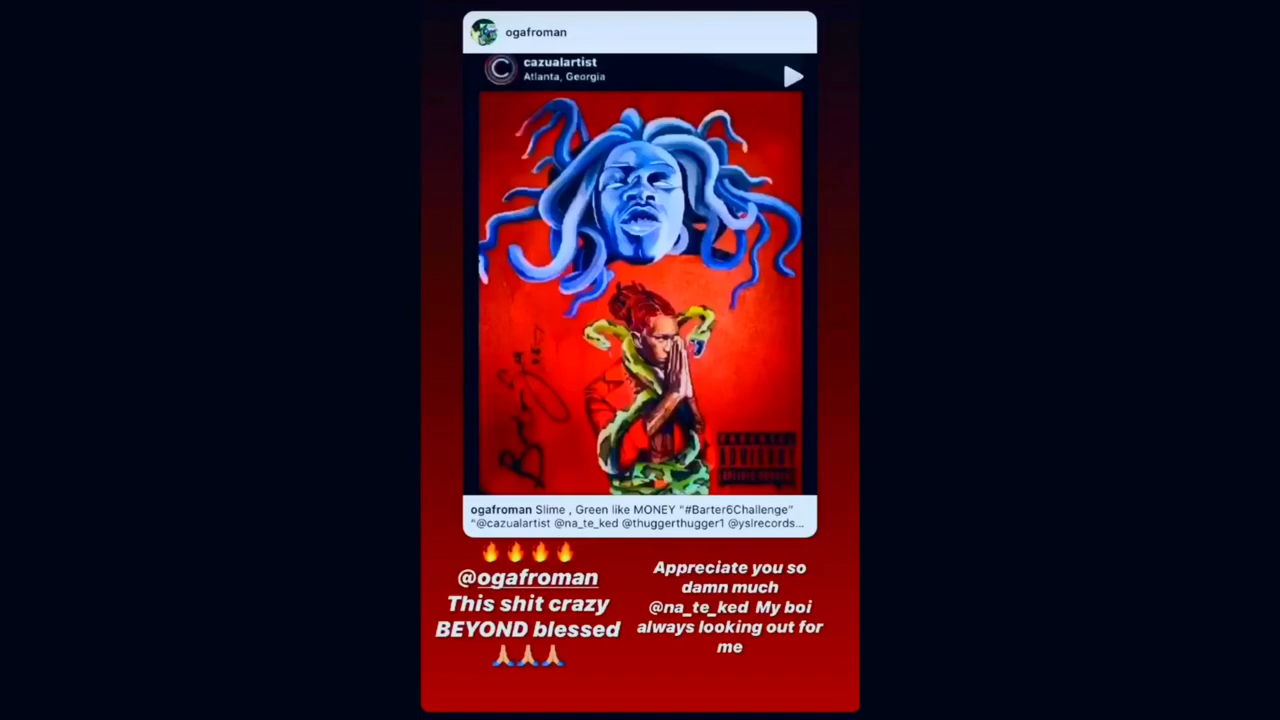 ogafroman
cazualartist
Atlanta, Georgia
ogafroman Slime , Green like MONEY "#Barter6Challenge"
"@cazualartist @na_te_ked @thuggerthugger1 @yslrecords...
🔥🔥🔥🔥
@ogafroman
This shit crazy
BEYOND blessed
🙏🏼🙏🏼🙏🏼
Appreciate you so
damn much
@na_te_ked My boi
always looking out for
me